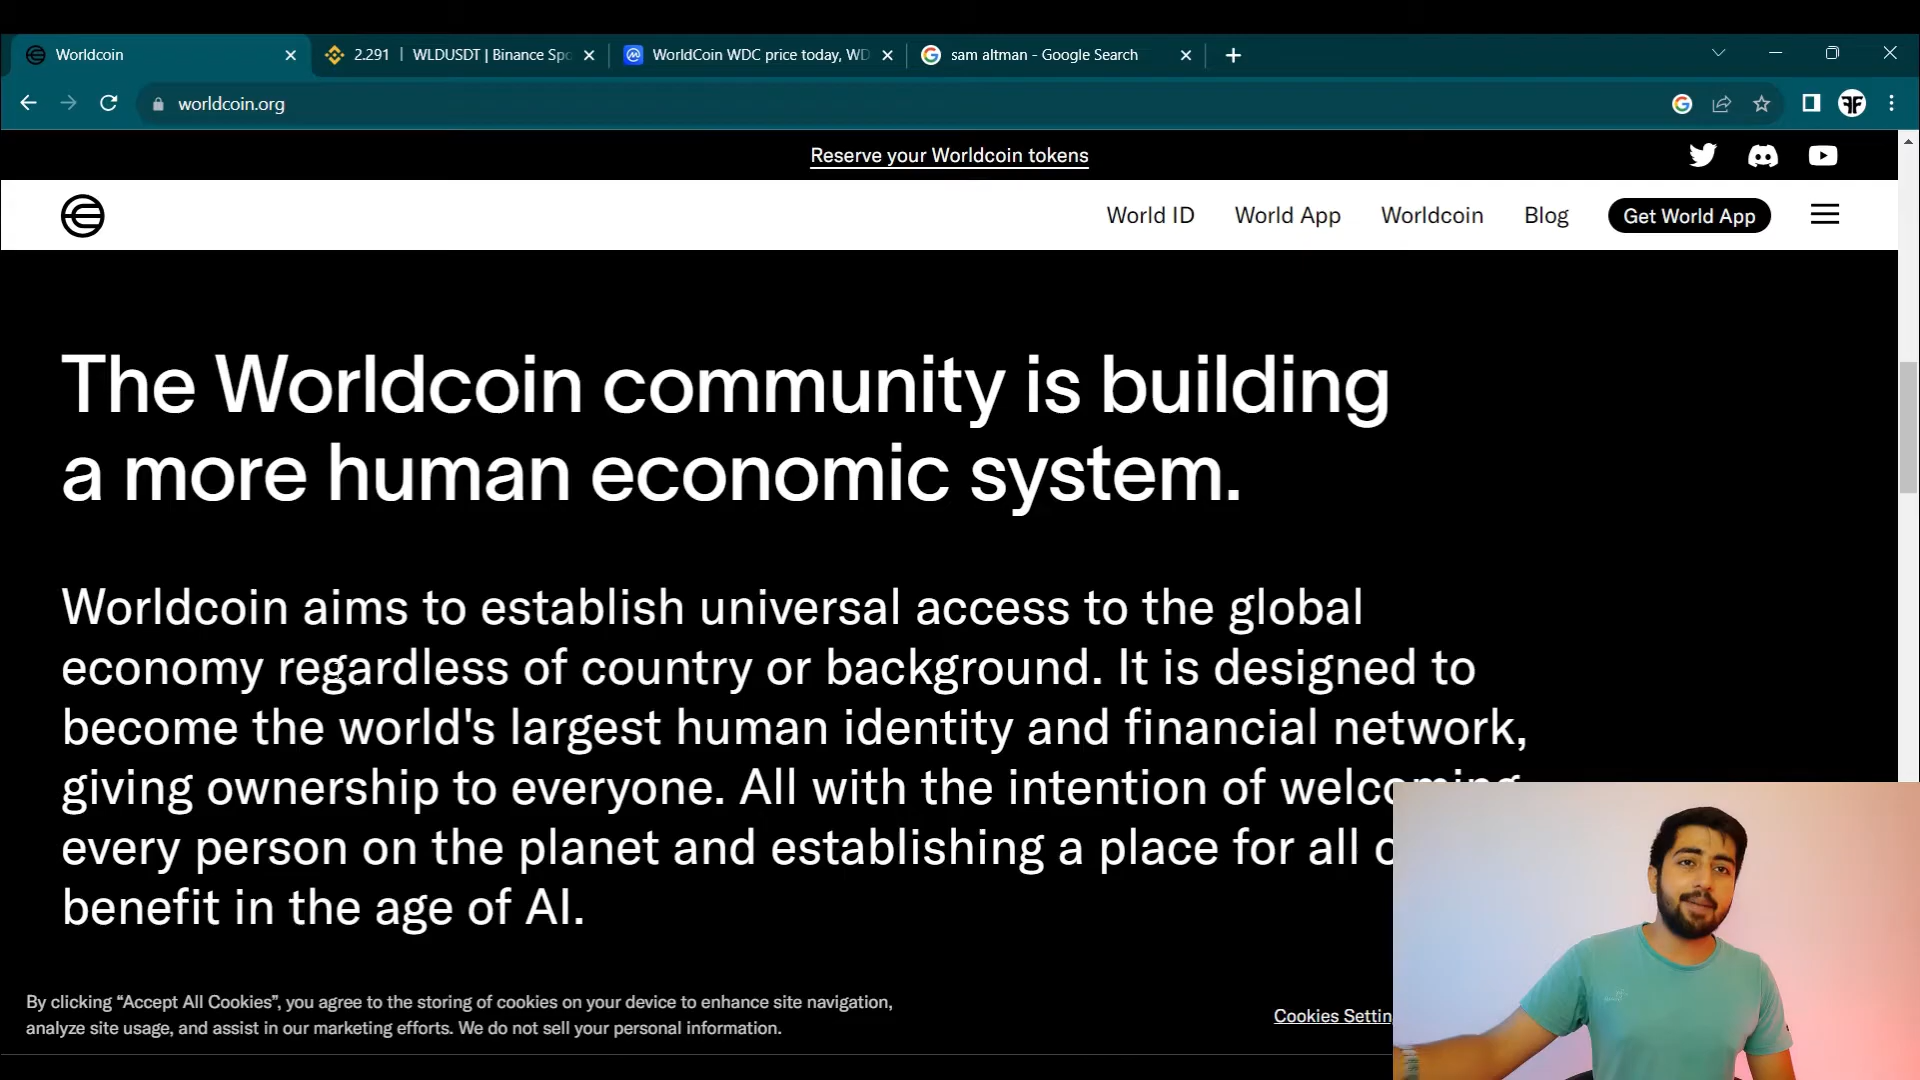 Worldcoin
2.291 | WLDUSDT | Binance Spo
WorldCoin WDC price today, WD
sam altman - Google Search
worldcoin.org
Reserve your Worldcoin tokens
World ID
World App
Worldcoin
Blog
Get World App
The Worldcoin community is building
a more human economic system.
Worldcoin aims to establish universal access to the global
economy regardless of country or background. It is designed to
become the world's largest human identity and financial network,
giving ownership to everyone. All with the intention of welcoming
every person on the planet and establishing a place for all
benefit in the age of AI.
By clicking “Accept All Cookies”, you agree to the storing of cookies on your device to enhance site navigation,
analyze site usage, and assist in our marketing efforts. We do not sell your personal information.
Cookies Settin